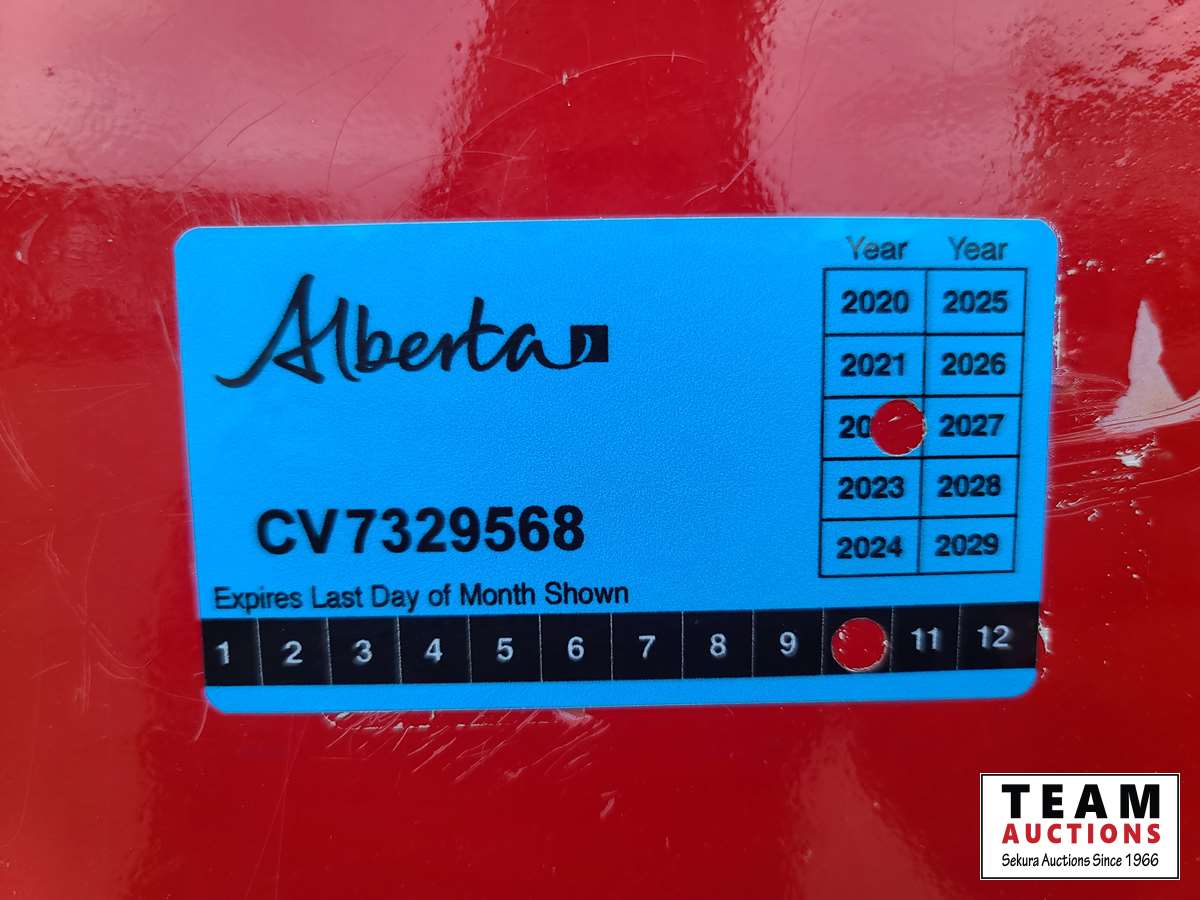 Alberta
Year Year
2020 2025
2021 2026
20 2027
2023 2028
2024 2029
CV7329568
Expires Last Day of Month Shown
1 2 3 4 5 6 7 8 9 11 12
TEAM
AUCTIONS
Sekura Auctions Since 1966